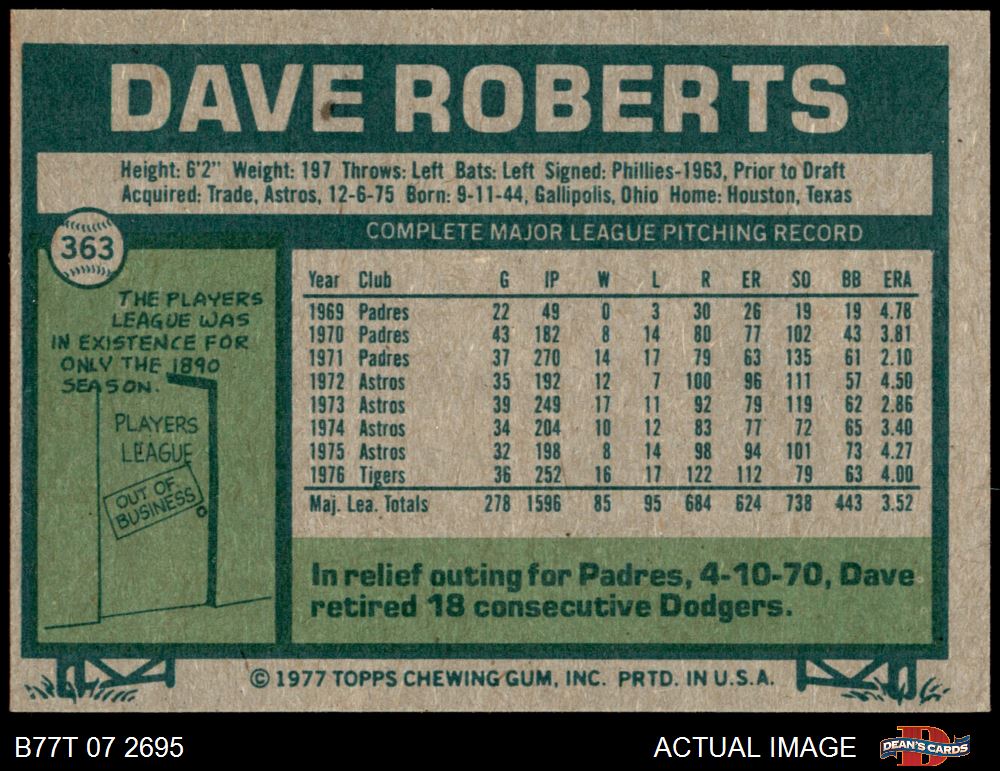 DAVE ROBERTS
Height: 6'2" Weight: 197 Throws: Left Bats: Left Signed: Phillies-1963, Prior to Draft
Acquired: Trade, Astros, 12-6-75 Born: 9-11-44, Gallipolis, Ohio Home: Houston, Texas
363
THE PLAYERS
LEAGUE WAS
IN EXISTENCE FOR
ONLY THE 1890
SEASON.
PLAYERS
LEAGUE
OUT OF
BUSINESS
COMPLETE MAJOR LEAGUE PITCHING RECORD
Year Club G IP W L R ER SO BB ERA
1969 Padres 22 49 0 3 30 26 19 19 4.78
1970 Padres 43 182 8 14 80 77 102 43 3.81
1971 Padres 37 270 14 17 79 63 135 61 2.10
1972 Astros 35 192 12 7 100 96 111 57 4.50
1973 Astros 39 249 17 11 92 79 119 62 2.86
1974 Astros 34 204 10 12 83 77 72 65 3.40
1975 Astros 32 198 8 14 98 94 101 73 4.27
1976 Tigers 36 252 16 17 122 112 79 63 4.00
Maj. Lea. Totals 278 1596 85 95 684 624 738 443 3.52
In relief outing for Padres, 4-10-70, Dave
retired 18 consecutive Dodgers.
© 1977 TOPPS CHEWING GUM, INC. PRTD. IN U.S.A.
B77T 07 2695
ACTUAL IMAGE
DEAN'S CARDS